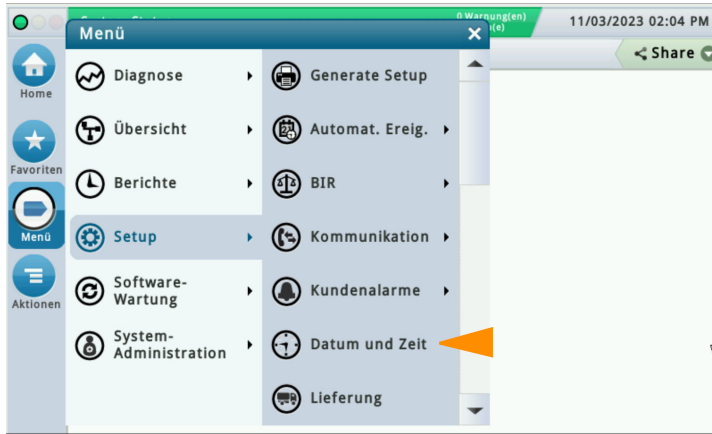 0 Warnung(en)
11/03/2023 02:04 PM
Menü
Share
Home
Favoriten
Menü
Aktionen
Diagnose
Übersicht
Berichte
Setup
Software-
Wartung
System-
Administration
Generate Setup
Automat. Ereig.
BIR
Kommunikation
Kundenalarme
Datum und Zeit
Lieferung